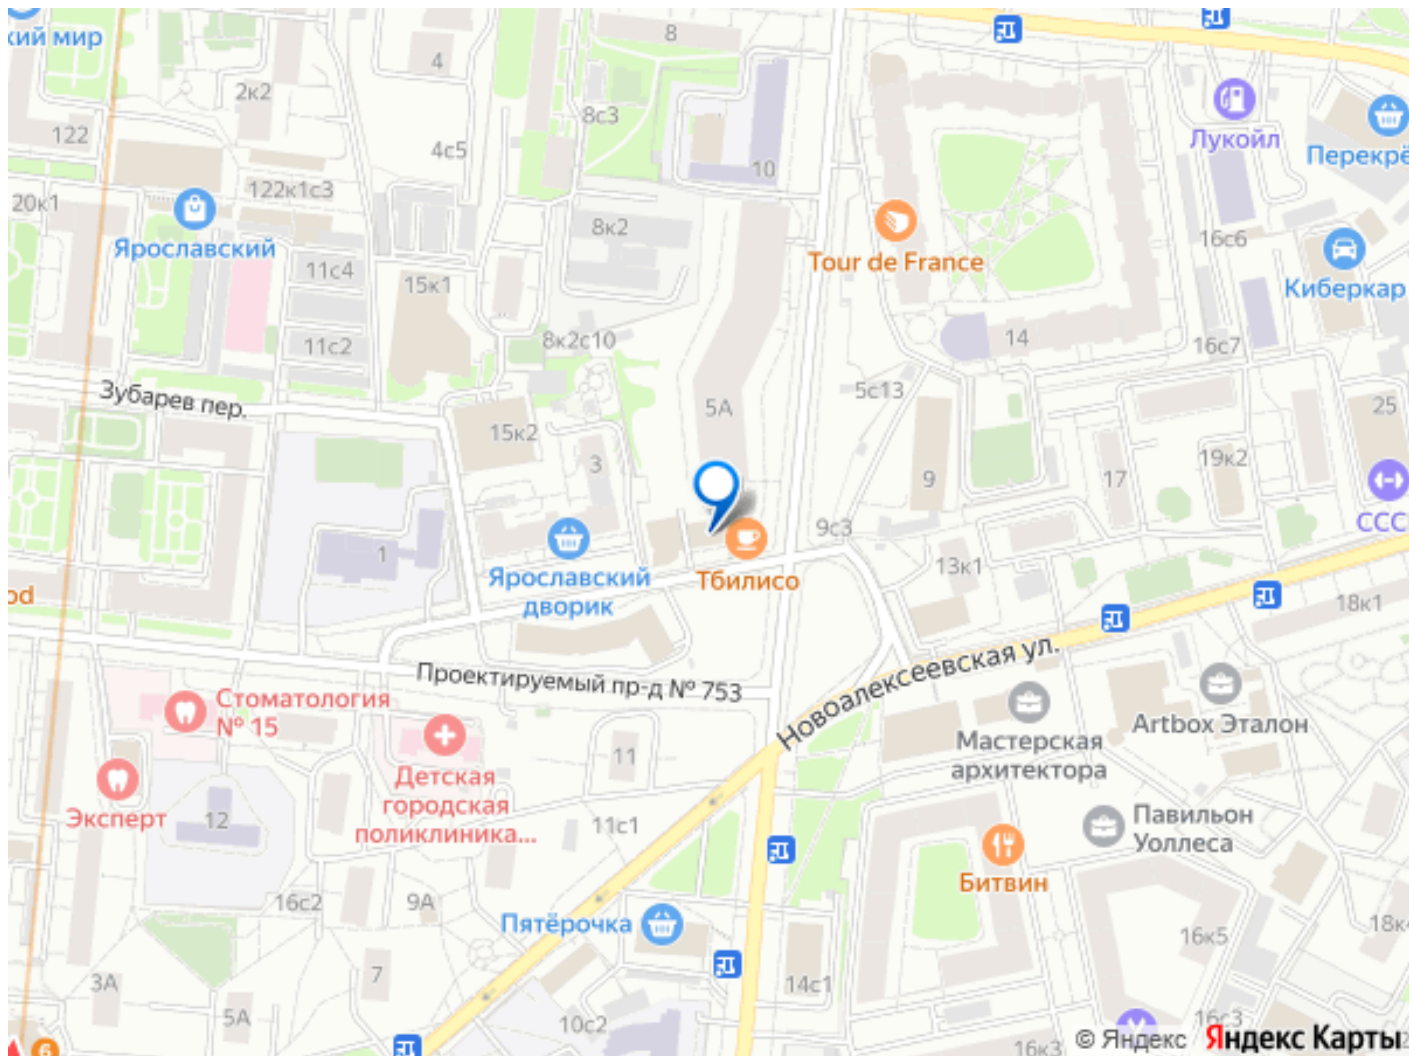 кий мир
4
8
2к2
8с3
122
4с5
10
Лукойл
Перекрё
122к1с3
20к1
8к2
Ярославский
16с6
Tour de France
11с4
15к1
Киберкар
11с2
8к2с10
14
16с7
Зубарев пер.
5А
5с13
25
15к2
3
9
17
19к2
9с3
ССС
1
13к1
Ярославский
дворик
Тбилисо
od
18к1
Новоалексеевская ул.
Проектируемый пр-д № 753
Стоматология
№ 15
Artbox Эталон
Мастерская
архитектора
11
Детская
городская
поликлиника...
Эксперт
12
11с1
Павильон
Уоллеса
Битвин
16с2
9А
Пятёрочка
16к5
18к
7
3А
14с1
5А
10с2
16с3
16к3
6
© Яндекс Яндекс Карты